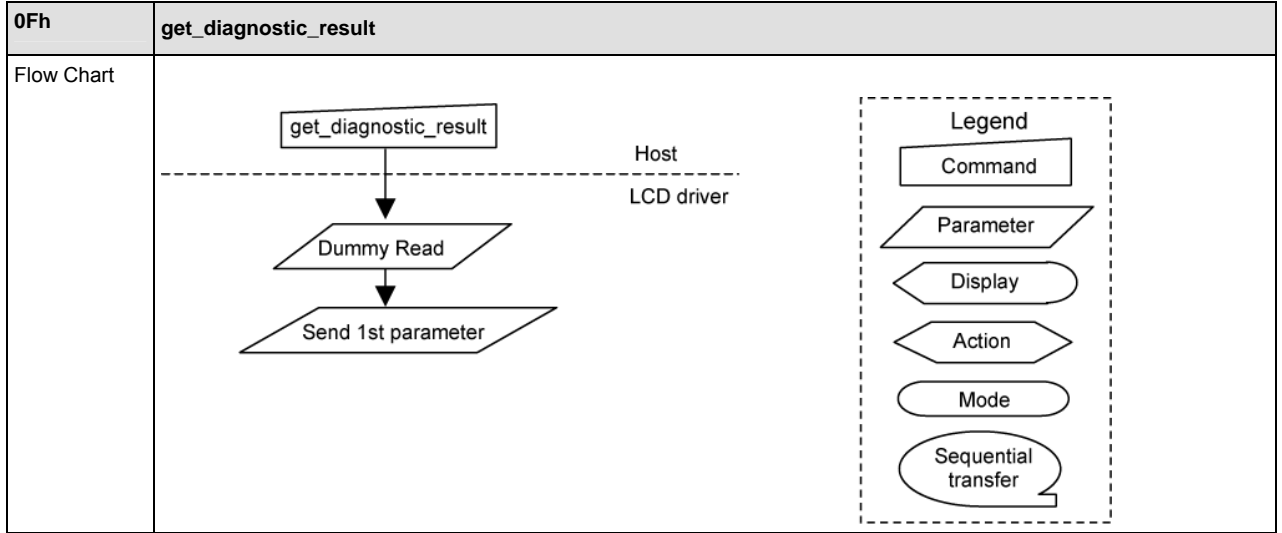 0Fh
get_diagnostic_result
Flow Chart
get_diagnostic_result
Host
LCD driver
Dummy Read
Send 1st parameter
Legend
Command
Parameter
Display
Action
Mode
Sequential
transfer